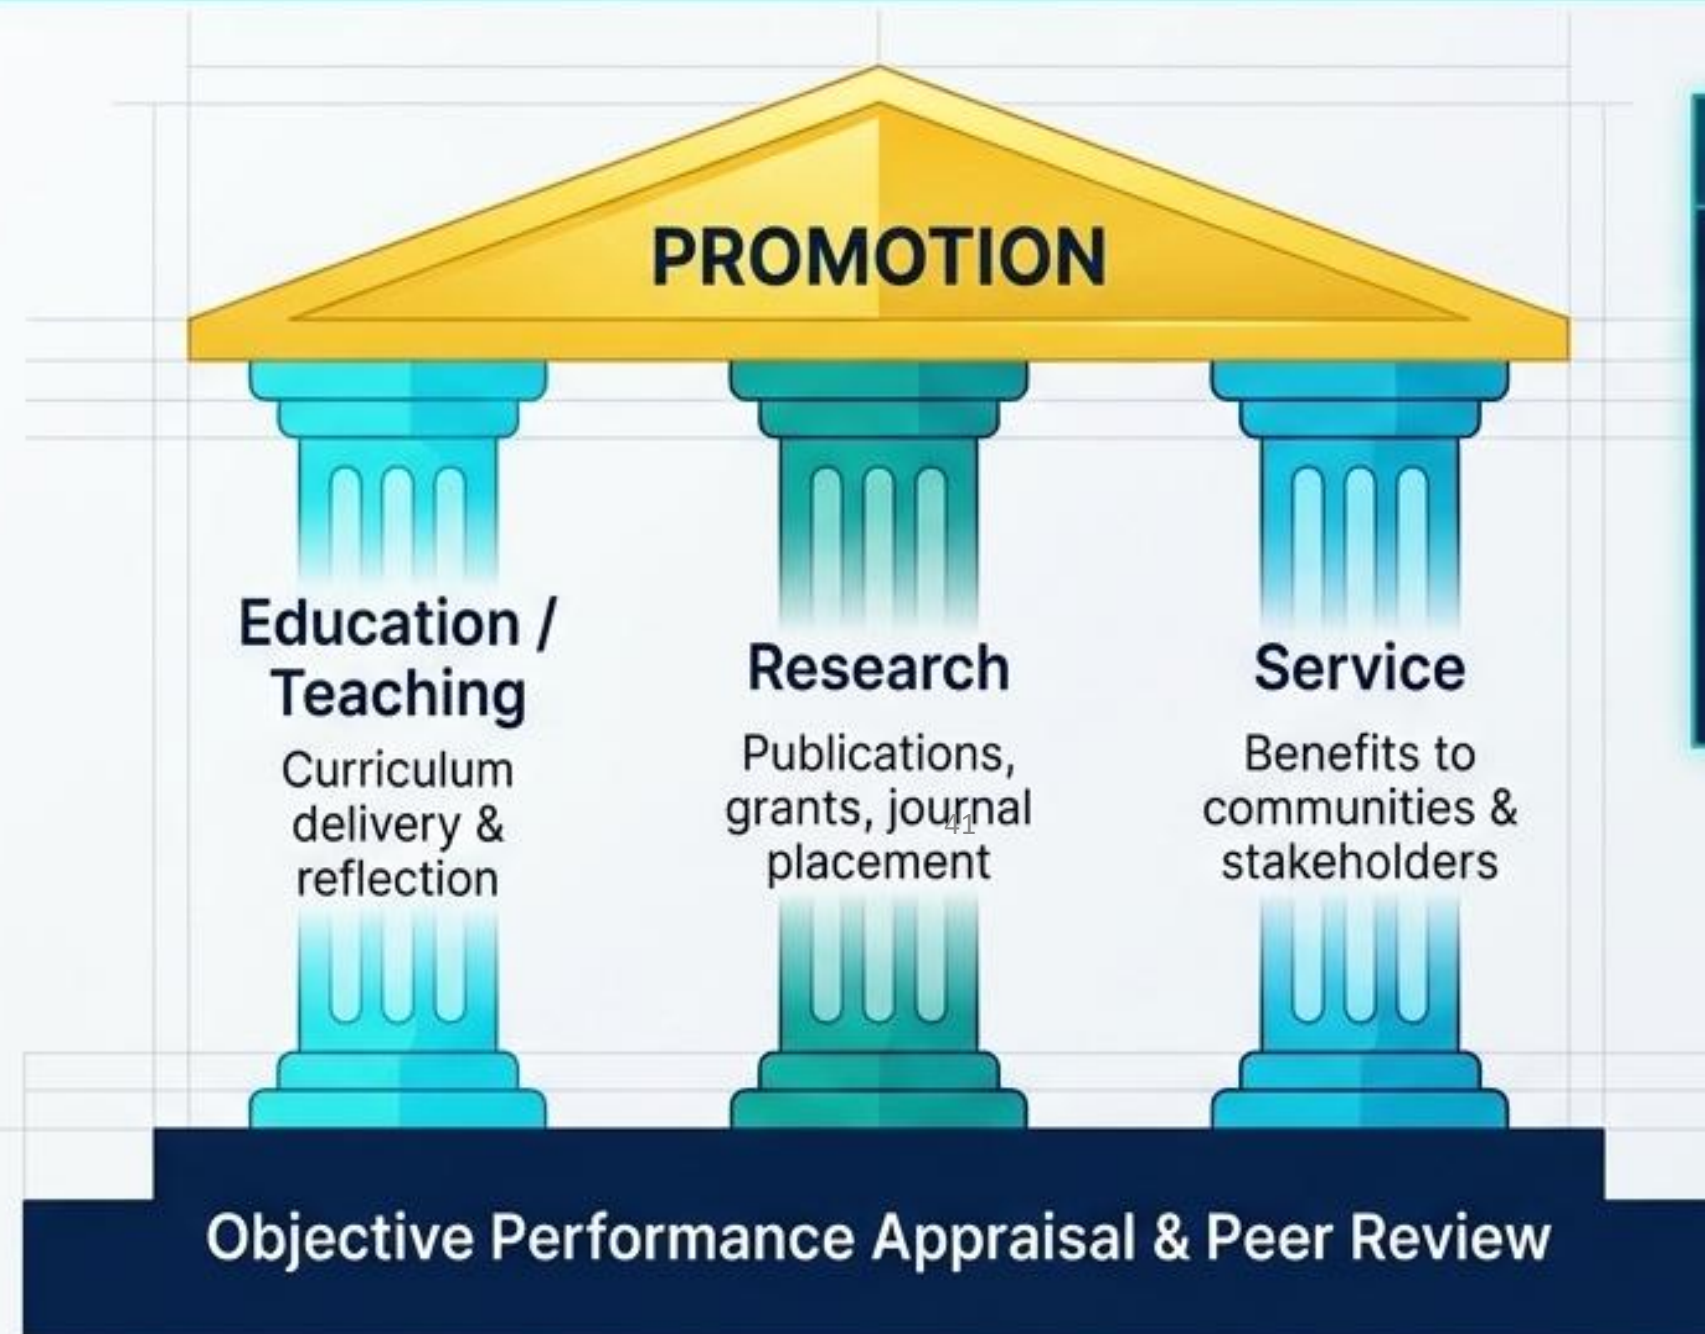 PROMOTION
Education /
Teaching
Curriculum
delivery &
reflection
Research
Publications,
grants, journal
placement
41
Service
Benefits to
communities &
stakeholders
Objective Performance Appraisal & Peer Review